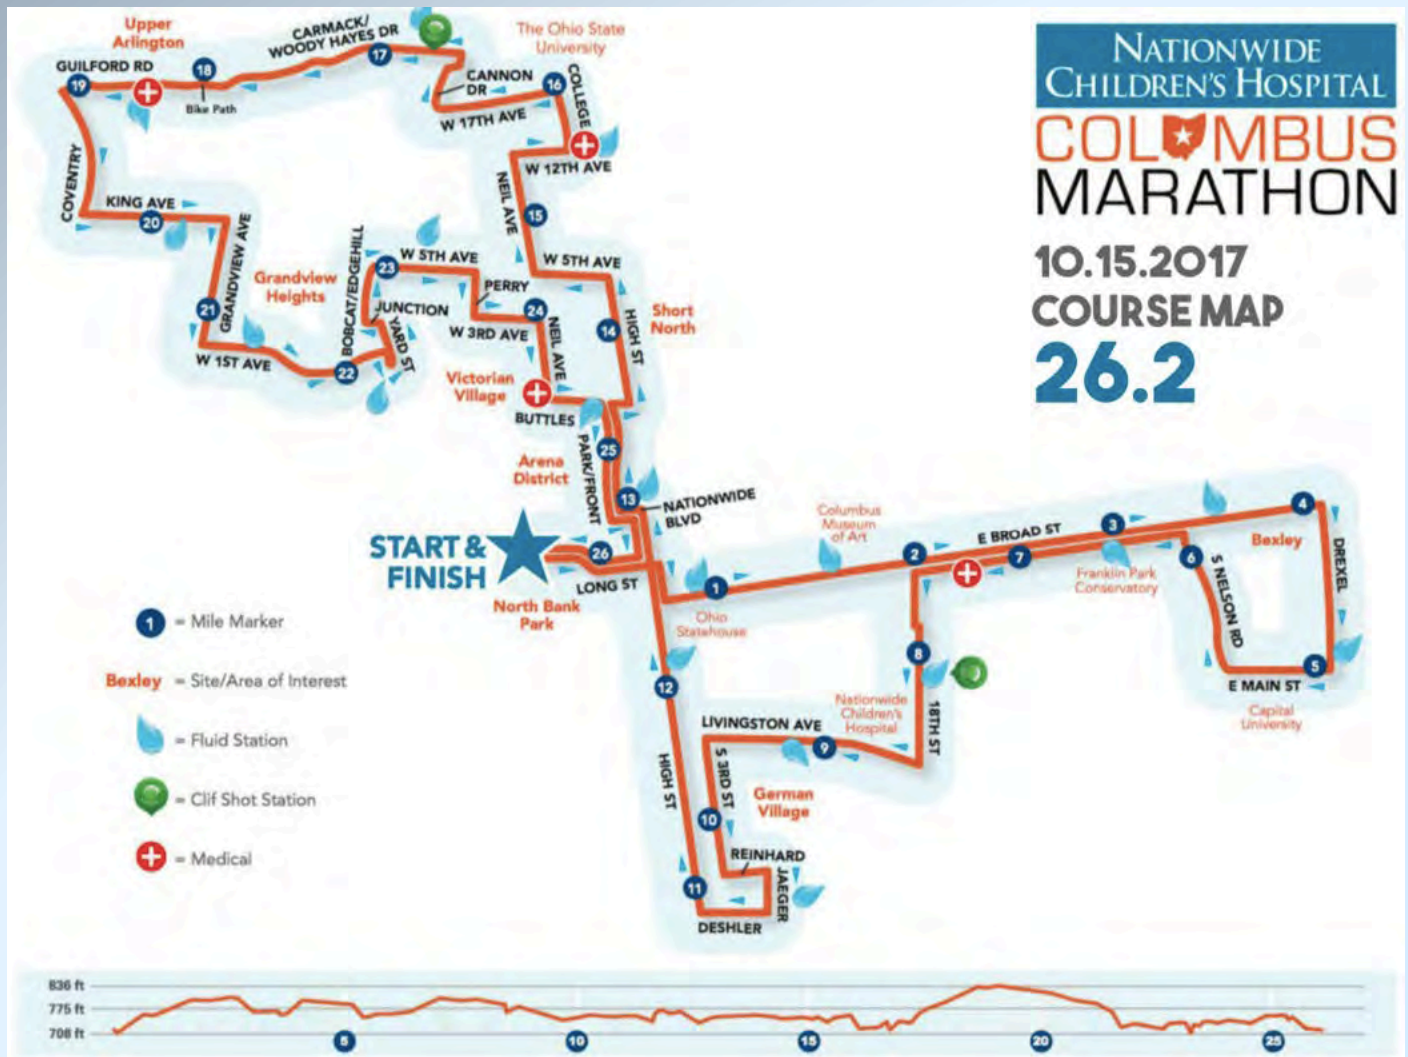 NATIONWIDE
CHILDREN'S HOSPITAL
COLUMBUS
MARATHON
10.15.2017
COURSE MAP
26.2
Upper
Arlington
CARMACK/
WOODY HAYES DR
17
The Ohio State
University
GUILFORD RD
18
19
Bike Path
CANNON
DR
16
COLLEGE
W 17TH AVE
W 12TH AVE
COVENTRY
KING AVE
20
NEIL AVE
15
GRANDVIEW AVE
Grandview
Heights
BOBCAT/EDGEHILL
23
W 5TH AVE
W 5TH AVE
PERRY
JUNCTION
21
24
W 3RD AVE
YARD ST
NEIL AVE
14
HIGH ST
Short
North
W 1ST AVE
22
Victorian
Village
BUTTLES
25
PARK/FRONT
Arena
District
13
NATIONWIDE
BLVD
START &
FINISH
26
LONG ST
North Bank
Park
Columbus
Museum
of Art
1
Ohio
Statehouse
2
E BROAD ST
3
7
Franklin Park
Conservatory
4
Bexley
6
S NELSON RD
DREXEL
5
E MAIN ST
Capital
University
8
18TH ST
Nationwide
Children's
Hospital
12
LIVINGSTON AVE
9
HIGH ST
S 3RD ST
German
Village
10
REINHARD
11
JAEGER
DESHLER
1 = Mile Marker
Bexley = Site/Area of Interest
= Fluid Station
= Clif Shot Station
= Medical
836 ft
775 ft
708 ft
5 10 15 20 25